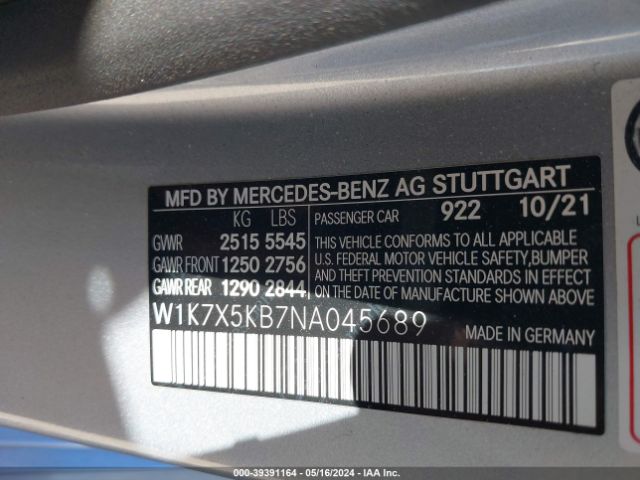 MFD BY MERCEDES-BENZ AG STUTTGART
KG LBS
GVWR 2515 5545
GAWR FRONT 1250 2756
GAWR REAR 1290 2844
PASSENGER CAR 922 10/21
THIS VEHICLE CONFORMS TO ALL APPLICABLE
U.S. FEDERAL MOTOR VEHICLE SAFETY,BUMPER
AND THEFT PREVENTION STANDARDS IN EFFECT
ON THE DATE OF MANUFACTURE SHOWN ABOVE
W1K7X5KB7NA045689
MADE IN GERMANY
000-39391164 - 05/16/2024 - IAA Inc.